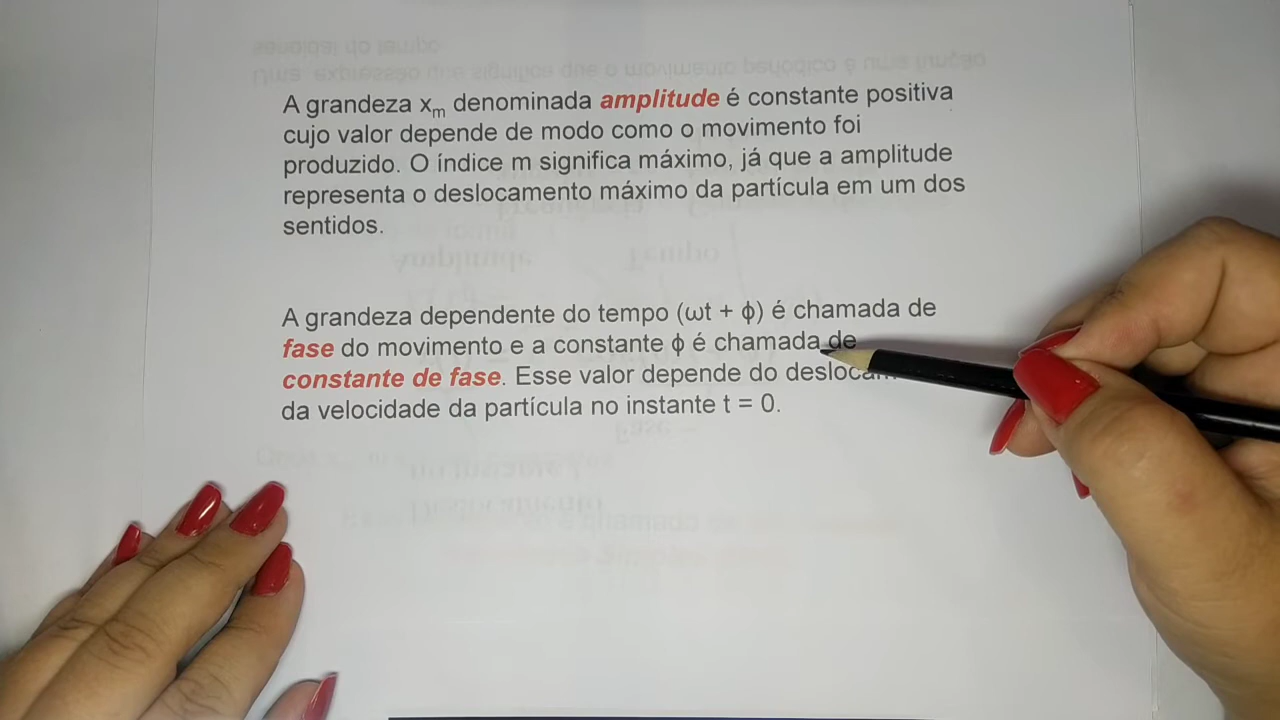 A grandeza xm denominada amplitude é constante positiva
cujo valor depende de modo como o movimento foi
produzido. O índice m significa máximo, já que a amplitude
representa o deslocamento máximo da partícula em um dos
sentidos.
A grandeza dependente do tempo (ωt + ϕ) é chamada de
fase do movimento e a constante ϕ é chamada de
constante de fase. Esse valor depende do
da velocidade da partícula no instante t = 0.